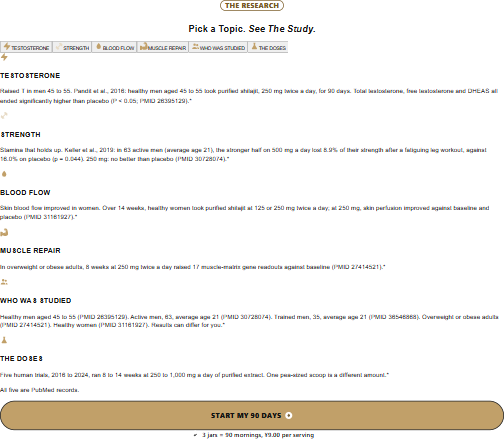 THE RESEARCH
Pick a Topic. See The Study.
TESTOSTERONE STRENGTH BLOOD FLOW MUSCLE REPAIR WHO WAS STUDIED THE DOSES
TESTOSTERONE
Raised T in men 45 to 55. Pandit et al., 2016: healthy men aged 45 to 55 took purified shilajit, 250 mg twice a day, for 90 days. Total testosterone, free testosterone and DHEAS all
ended significantly higher than placebo (P < 0.05; PMID 26395129).*
STRENGTH
Stamina that holds up. Keller et al., 2019: in 63 active men (average age 21), the stronger half on 500 mg a day lost 8.9% of their strength after a fatiguing leg workout, against
16.0% on placebo (p = 0.044). 250 mg: no better than placebo (PMID 30728074).*
BLOOD FLOW
Skin blood flow improved in women. Over 14 weeks, healthy women took purified shilajit at 125 or 250 mg twice a day; at 250 mg, skin perfusion improved against baseline and
placebo (PMID 31161927).*
MUSCLE REPAIR
In overweight or obese adults, 8 weeks at 250 mg twice a day raised 17 muscle-matrix gene readouts against baseline (PMID 27414521).*
WHO WAS STUDIED
Healthy men aged 45 to 55 (PMID 26395129). Active men, 63, average age 21 (PMID 30728074). Trained men, 35, average age 21 (PMID 36546868). Overweight or obese adults
(PMID 27414521). Healthy women (PMID 31161927). Results can differ for you.*
THE DOSES
Five human trials, 2016 to 2024, ran 8 to 14 weeks at 250 to 1,000 mg a day of purified extract. One pea-sized scoop is a different amount.*
All five are PubMed records.
START MY 90 DAYS
3 jars = 90 mornings, ¥9.00 per serving